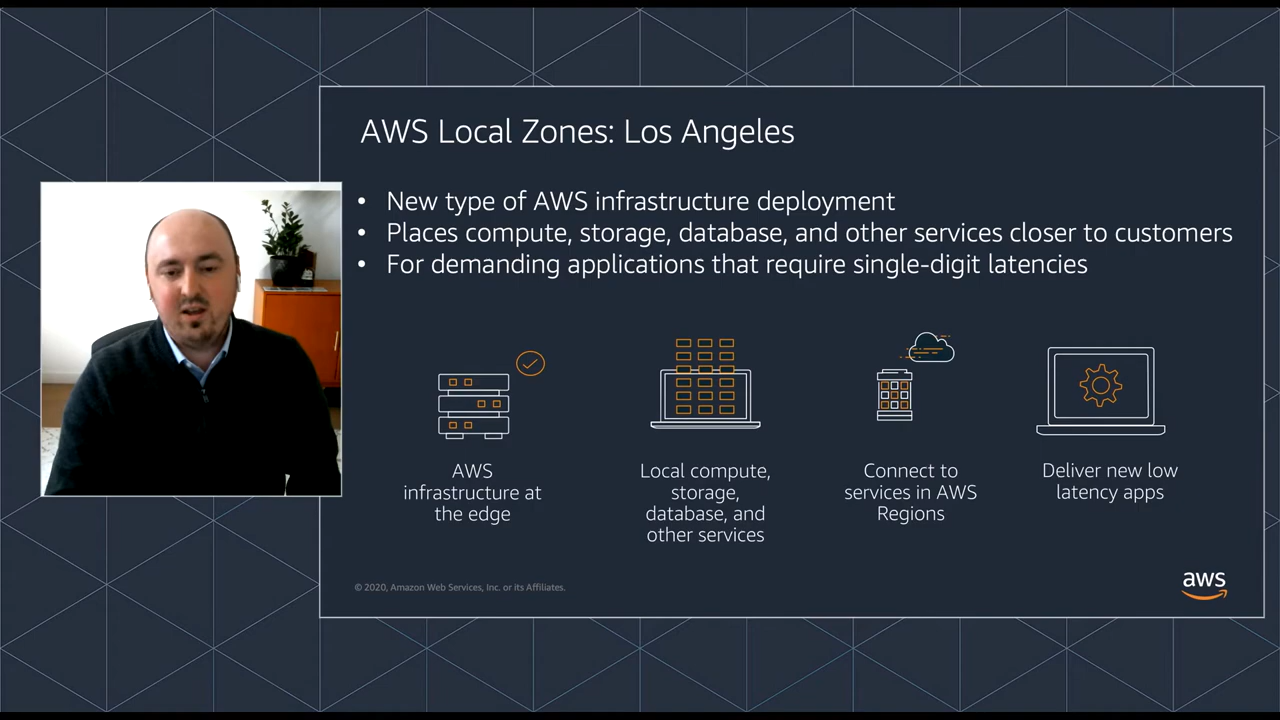 AWS Local Zones: Los Angeles
• New type of AWS infrastructure deployment
• Places compute, storage, database, and other services closer to customers
• For demanding applications that require single-digit latencies
AWS
infrastructure at
the edge
Local compute,
storage,
database, and
other services
Connect to
services in AWS
Regions
Deliver new low
latency apps
© 2020, Amazon Web Services, Inc. or its Affiliates.
aws